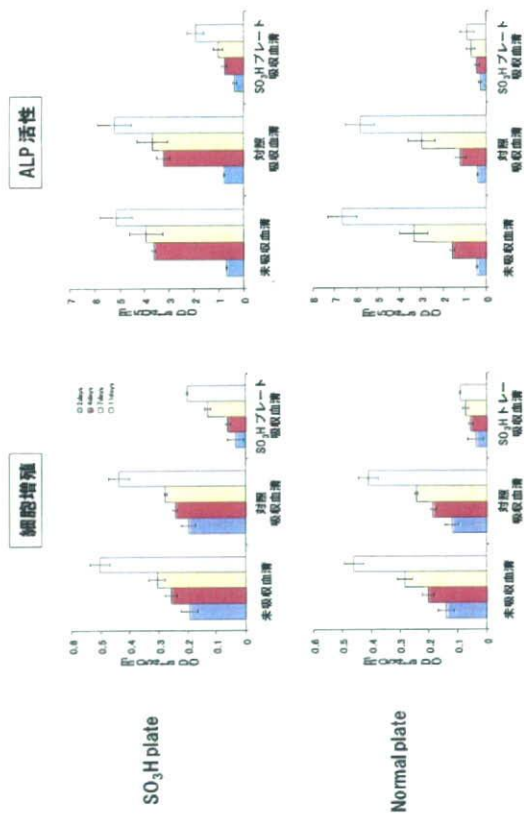 細胞増殖
ALP 活性
SO₃H plate
0.6
0.5
0.4
0.3
0.2
0.1
0
2days
4days
7days
11days
未吸収血清
対照
吸収血清
SO₃Hプレート
吸収血清
7
6
5
4
3
2
1
0
未吸収血清
対照
吸収血清
SO₃Hプレート
吸収血清
Normal plate
0.6
0.5
0.4
0.3
0.2
0.1
0
未吸収血清
対照
吸収血清
SO₃Hトレー
吸収血清
8
7
6
5
4
3
2
1
0
未吸収血清
対照
吸収血清
SO₃Hプレート
吸収血清